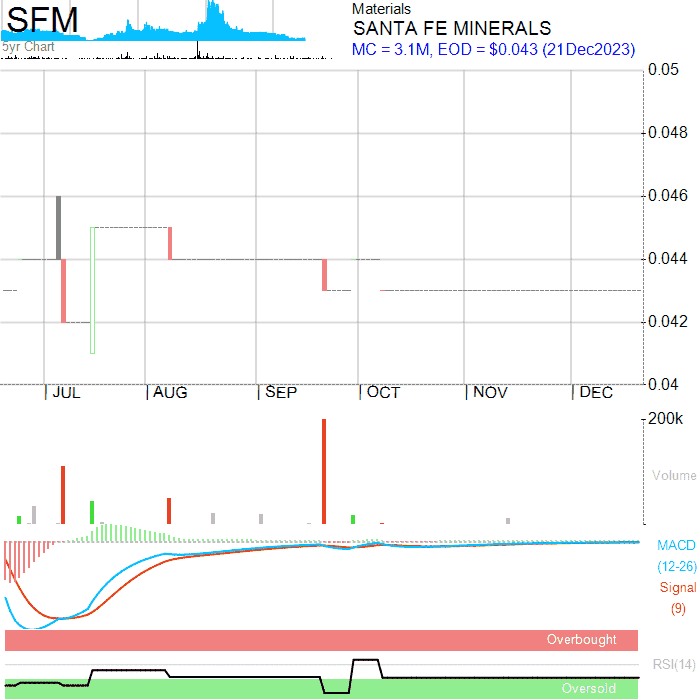 SFM
5yr Chart
Materials
SANTA FE MINERALS
MC = 3.1M, EOD = $0.043 (21Dec2023)
0.05
0.048
0.046
0.044
0.042
0.04
JUL AUG SEP OCT NOV DEC
200k
Volume
MACD
(12-26)
Signal
(9)
Overbought
RSI(14)
Oversold